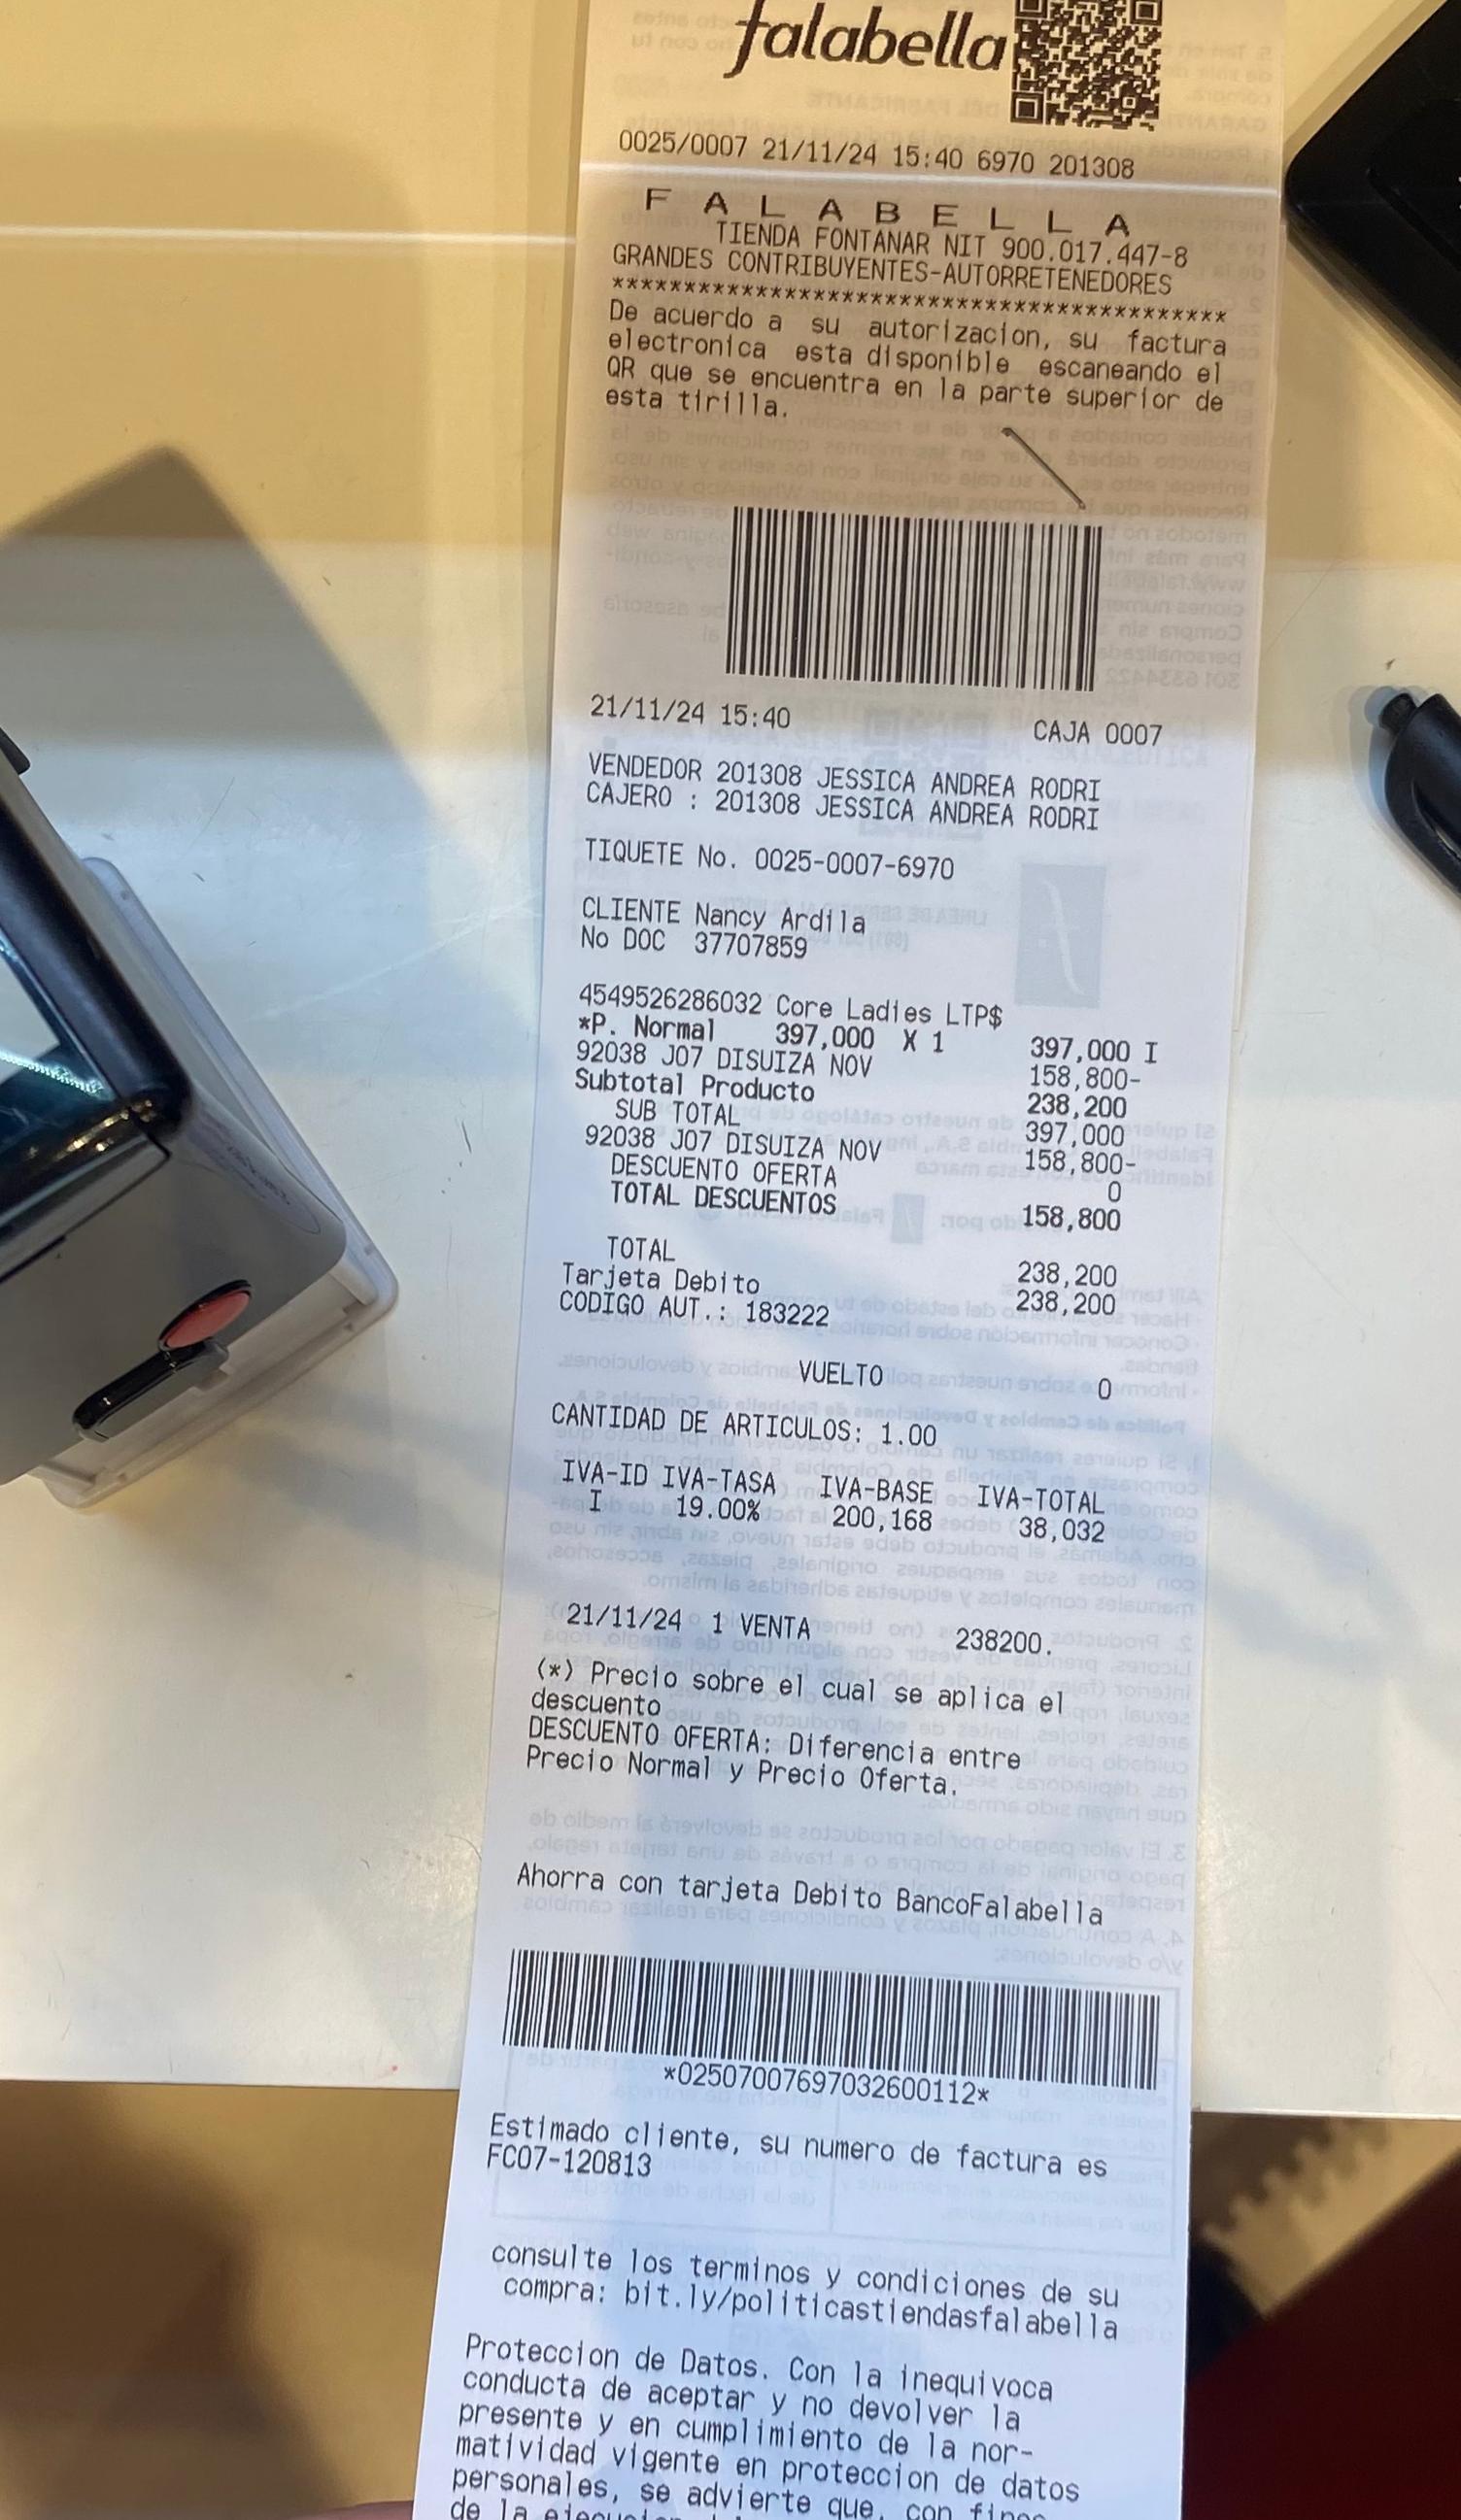 falabella
0025/0007 21/11/24 15:40 6970 201308
F A L A B E L L A
TIENDA FONTANAR NIT 900.017.447-8
GRANDES CONTRIBUYENTES-AUTORRETENEDORES
*******************************************
De acuerdo a su autorizacion, su factura
electronica esta disponible escaneando el
QR que se encuentra en la parte superior de
esta tirilla.
21/11/24 15:40 CAJA 0007
VENDEDOR 201308 JESSICA ANDREA RODRI
CAJERO : 201308 JESSICA ANDREA RODRI
TIQUETE No. 0025-0007-6970
CLIENTE Nancy Ardila
No DOC 37707859
4549526286032 Core Ladies LTP$
*P. Normal 397,000 X 1 397,000 I
92038 J07 DISUIZA NOV 158,800-
Subtotal Producto 238,200
SUB TOTAL 397,000
92038 J07 DISUIZA NOV 158,800-
DESCUENTO OFERTA 0
TOTAL DESCUENTOS 158,800
TOTAL 238,200
Tarjeta Debito 238,200
CODIGO AUT.: 183222
VUELTO 0
CANTIDAD DE ARTICULOS: 1.00
IVA-ID IVA-TASA IVA-BASE IVA-TOTAL
I 19.00% 200,168 38,032
21/11/24 1 VENTA 238200.
(*) Precio sobre el cual se aplica el
descuento
DESCUENTO OFERTA: Diferencia entre
Precio Normal y Precio Oferta.
Ahorra con tarjeta Debito BancoFalabella
*02507007697032600112*
Estimado cliente, su numero de factura es
FC07-120813
consulte los terminos y condiciones de su
compra: bit.ly/politicastiendasfalabella
Proteccion de Datos. Con la inequivoca
conducta de aceptar y no devolver la
presente y en cumplimiento de la nor-
matividad vigente en proteccion de datos
personales, se advierte que, con fines
de la